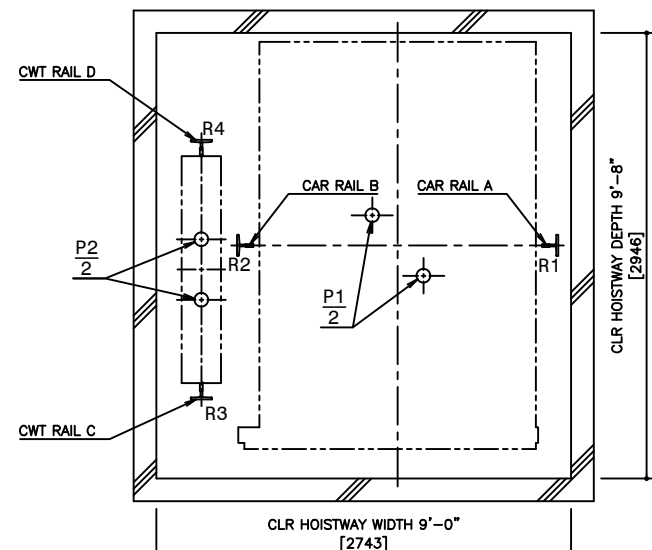 CWT RAIL D
R4
CAR RAIL B
CAR RAIL A
P2
2
R2
R1
P1
2
R3
CWT RAIL C
CLR HOISTWAY DEPTH 9'-8"
[2946]
CLR HOISTWAY WIDTH 9'-0"
[2743]